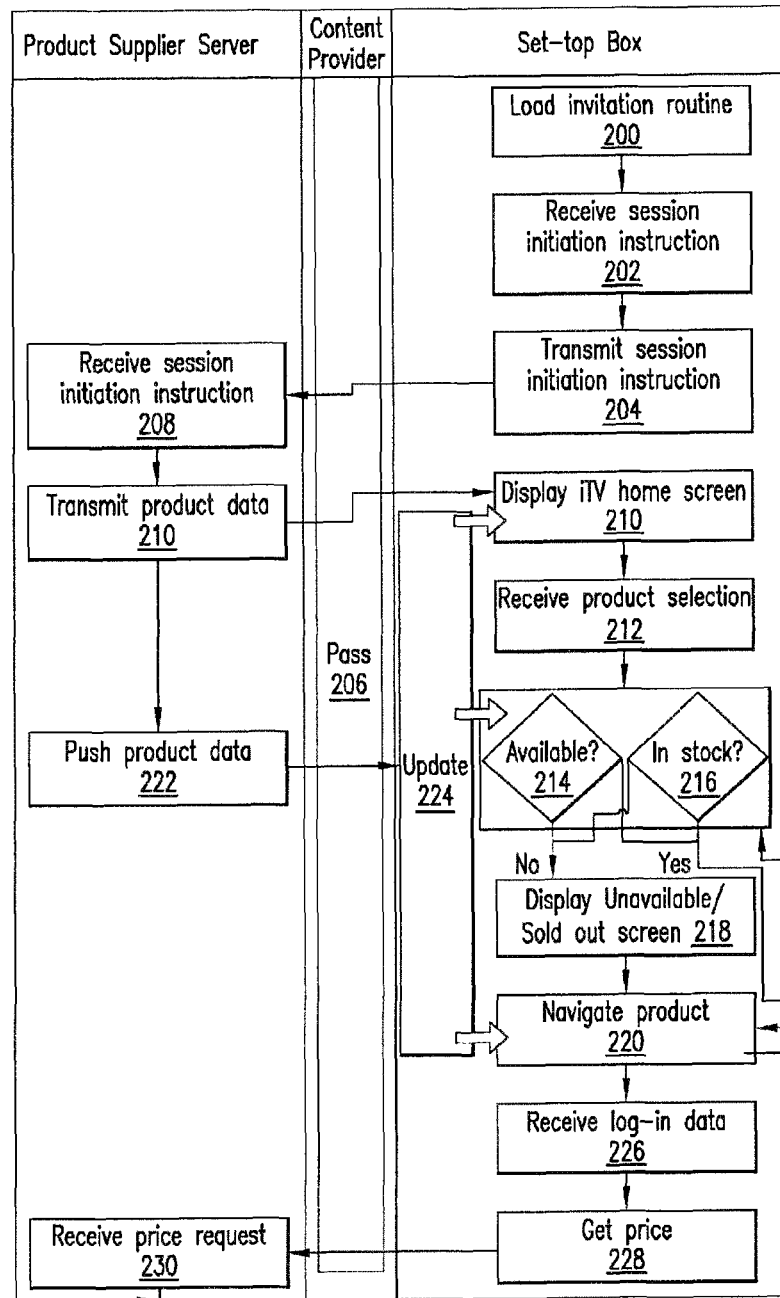 Product Supplier Server
Content
Provider
Set-top Box
Load invitation routine
200
Receive session
initiation instruction
202
Transmit session
initiation instruction
204
Receive session
initiation instruction
208
Transmit product data
210
Display iTV home screen
210
Receive product selection
212
Pass
206
Push product data
222
Update
224
Available?
214
In stock?
216
No
Yes
Display Unavailable/
Sold out screen 218
Navigate product
220
Receive log-in data
226
Get price
228
Receive price request
230